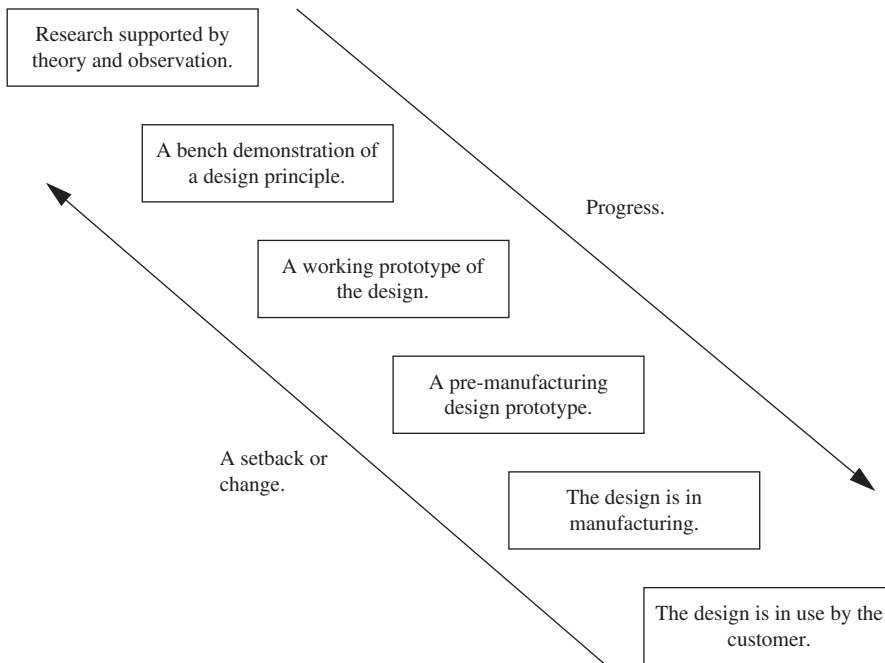 Research supported by
theory and observation.
A bench demonstration of
a design principle.
Progress.
A working prototype of
the design.
A pre-manufacturing
design prototype.
A setback or
change.
The design is in
manufacturing.
The design is in use by the
customer.